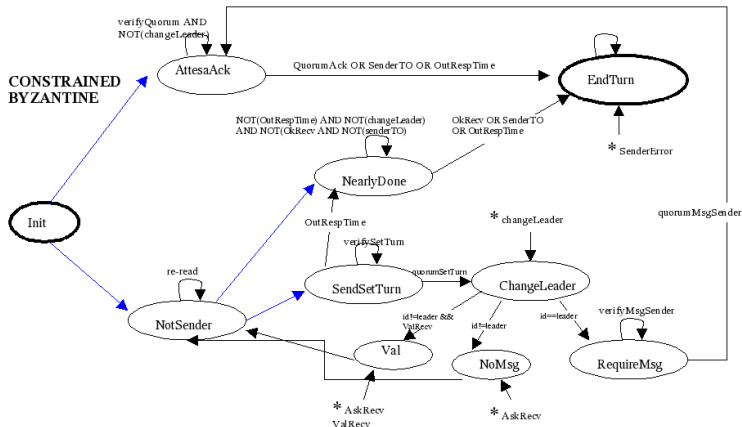 verifyQuorum AND
NOT(changeLeader)
AttesaAck
QuorumAck OR SenderTO OR OutRespTime
EndTurn
CONSTRAINED
BYZANTINE
NOT(OutRespTime) AND NOT(changeLeader)
AND NOT(OkRecv AND NOT(senderTO)
OkRecv OR SenderTO
OR OutRespTime
* SenderError
NearlyDone
Init
OutRespTime
* changeLeader
quorumMsgSender
verifySetTurn
re-read
SendSetTurn
quorumSetTurn
ChangeLeader
NotSender
id!=leader &&
ValRecv
id!=leader
id==leader
verifyMsgSender
Val
NoMsg
RequireMsg
* AskRecv
ValRecv
* AskRecv